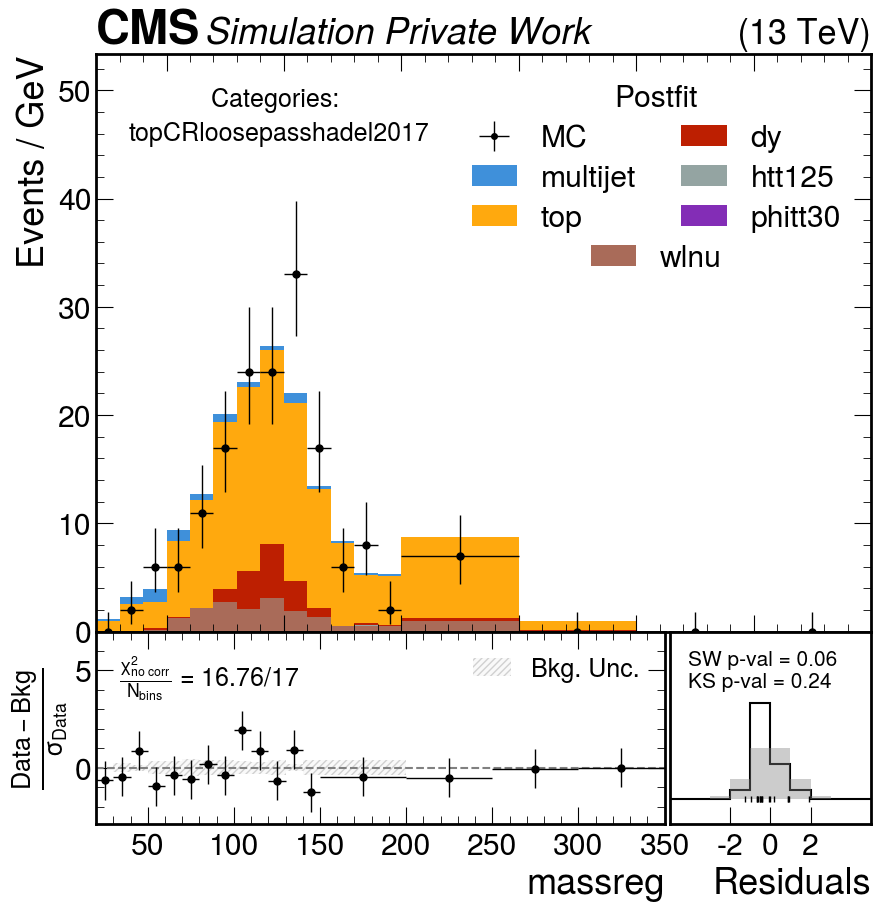 CMS Simulation Private Work (13 TeV)
Events / GeV
50
40
30
20
10
0
Categories:
topCRloosepasshadel2017
Postfit
MC
dy
multijet
htt125
top
phitt30
wlnu
Data – Bkg
σData
5
0
χ²no corr
Nbins
= 16.76/17
Bkg. Unc.
SW p-val = 0.06
KS p-val = 0.24
50 100 150 200 250 300 350
-2 0 2
massreg
Residuals